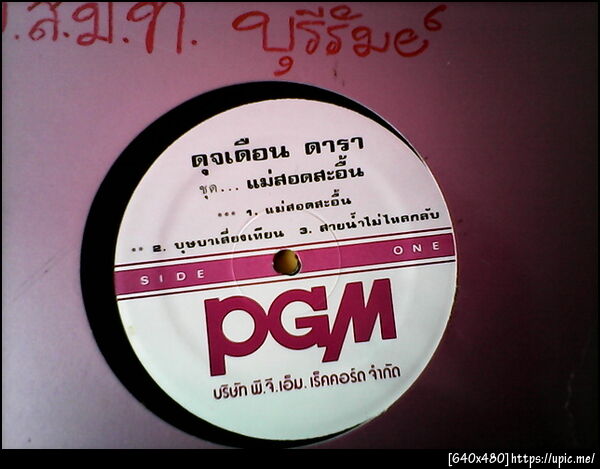 ว.ส.ม.ท. บุรีรัมย์
ดุจเดือน ดารา
ชุด... แม่สอดสะอื้น
*** 1. แม่สอดสะอื้น
** 2. บุษบาเสี่ยงเทียน 3. สายน้ำไม่ไหลกลับ
SIDE ONE
PGM
บริษัท พี.จี.เอ็ม. เร็คคอร์ด จำกัด
[640x480]https://upic.me/